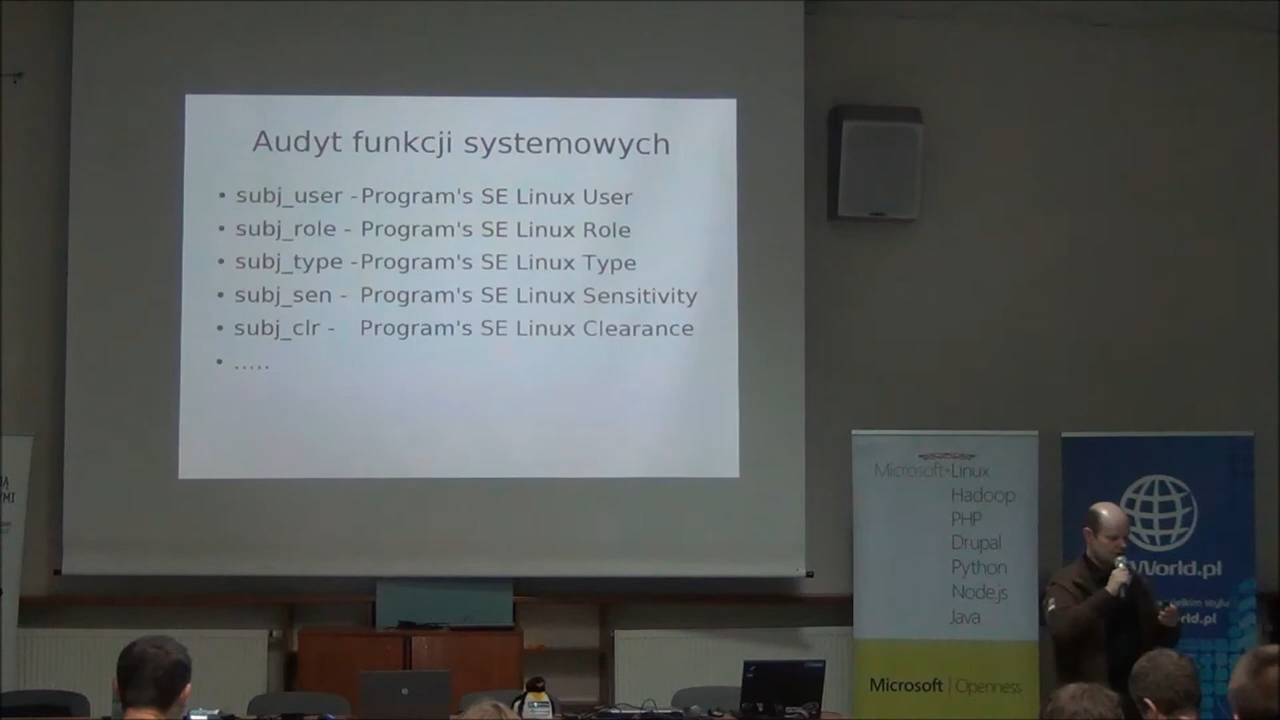 Audyt funkcji systemowych
• subj_user - Program's SE Linux User
• subj_role - Program's SE Linux Role
• subj_type - Program's SE Linux Type
• subj_sen - Program's SE Linux Sensitivity
• subj_clr - Program's SE Linux Clearance
• .....
Microsoft+Linux
Hadoop
PHP
Drupal
Python
Node.js
Java
Microsoft | Openness
World.pl